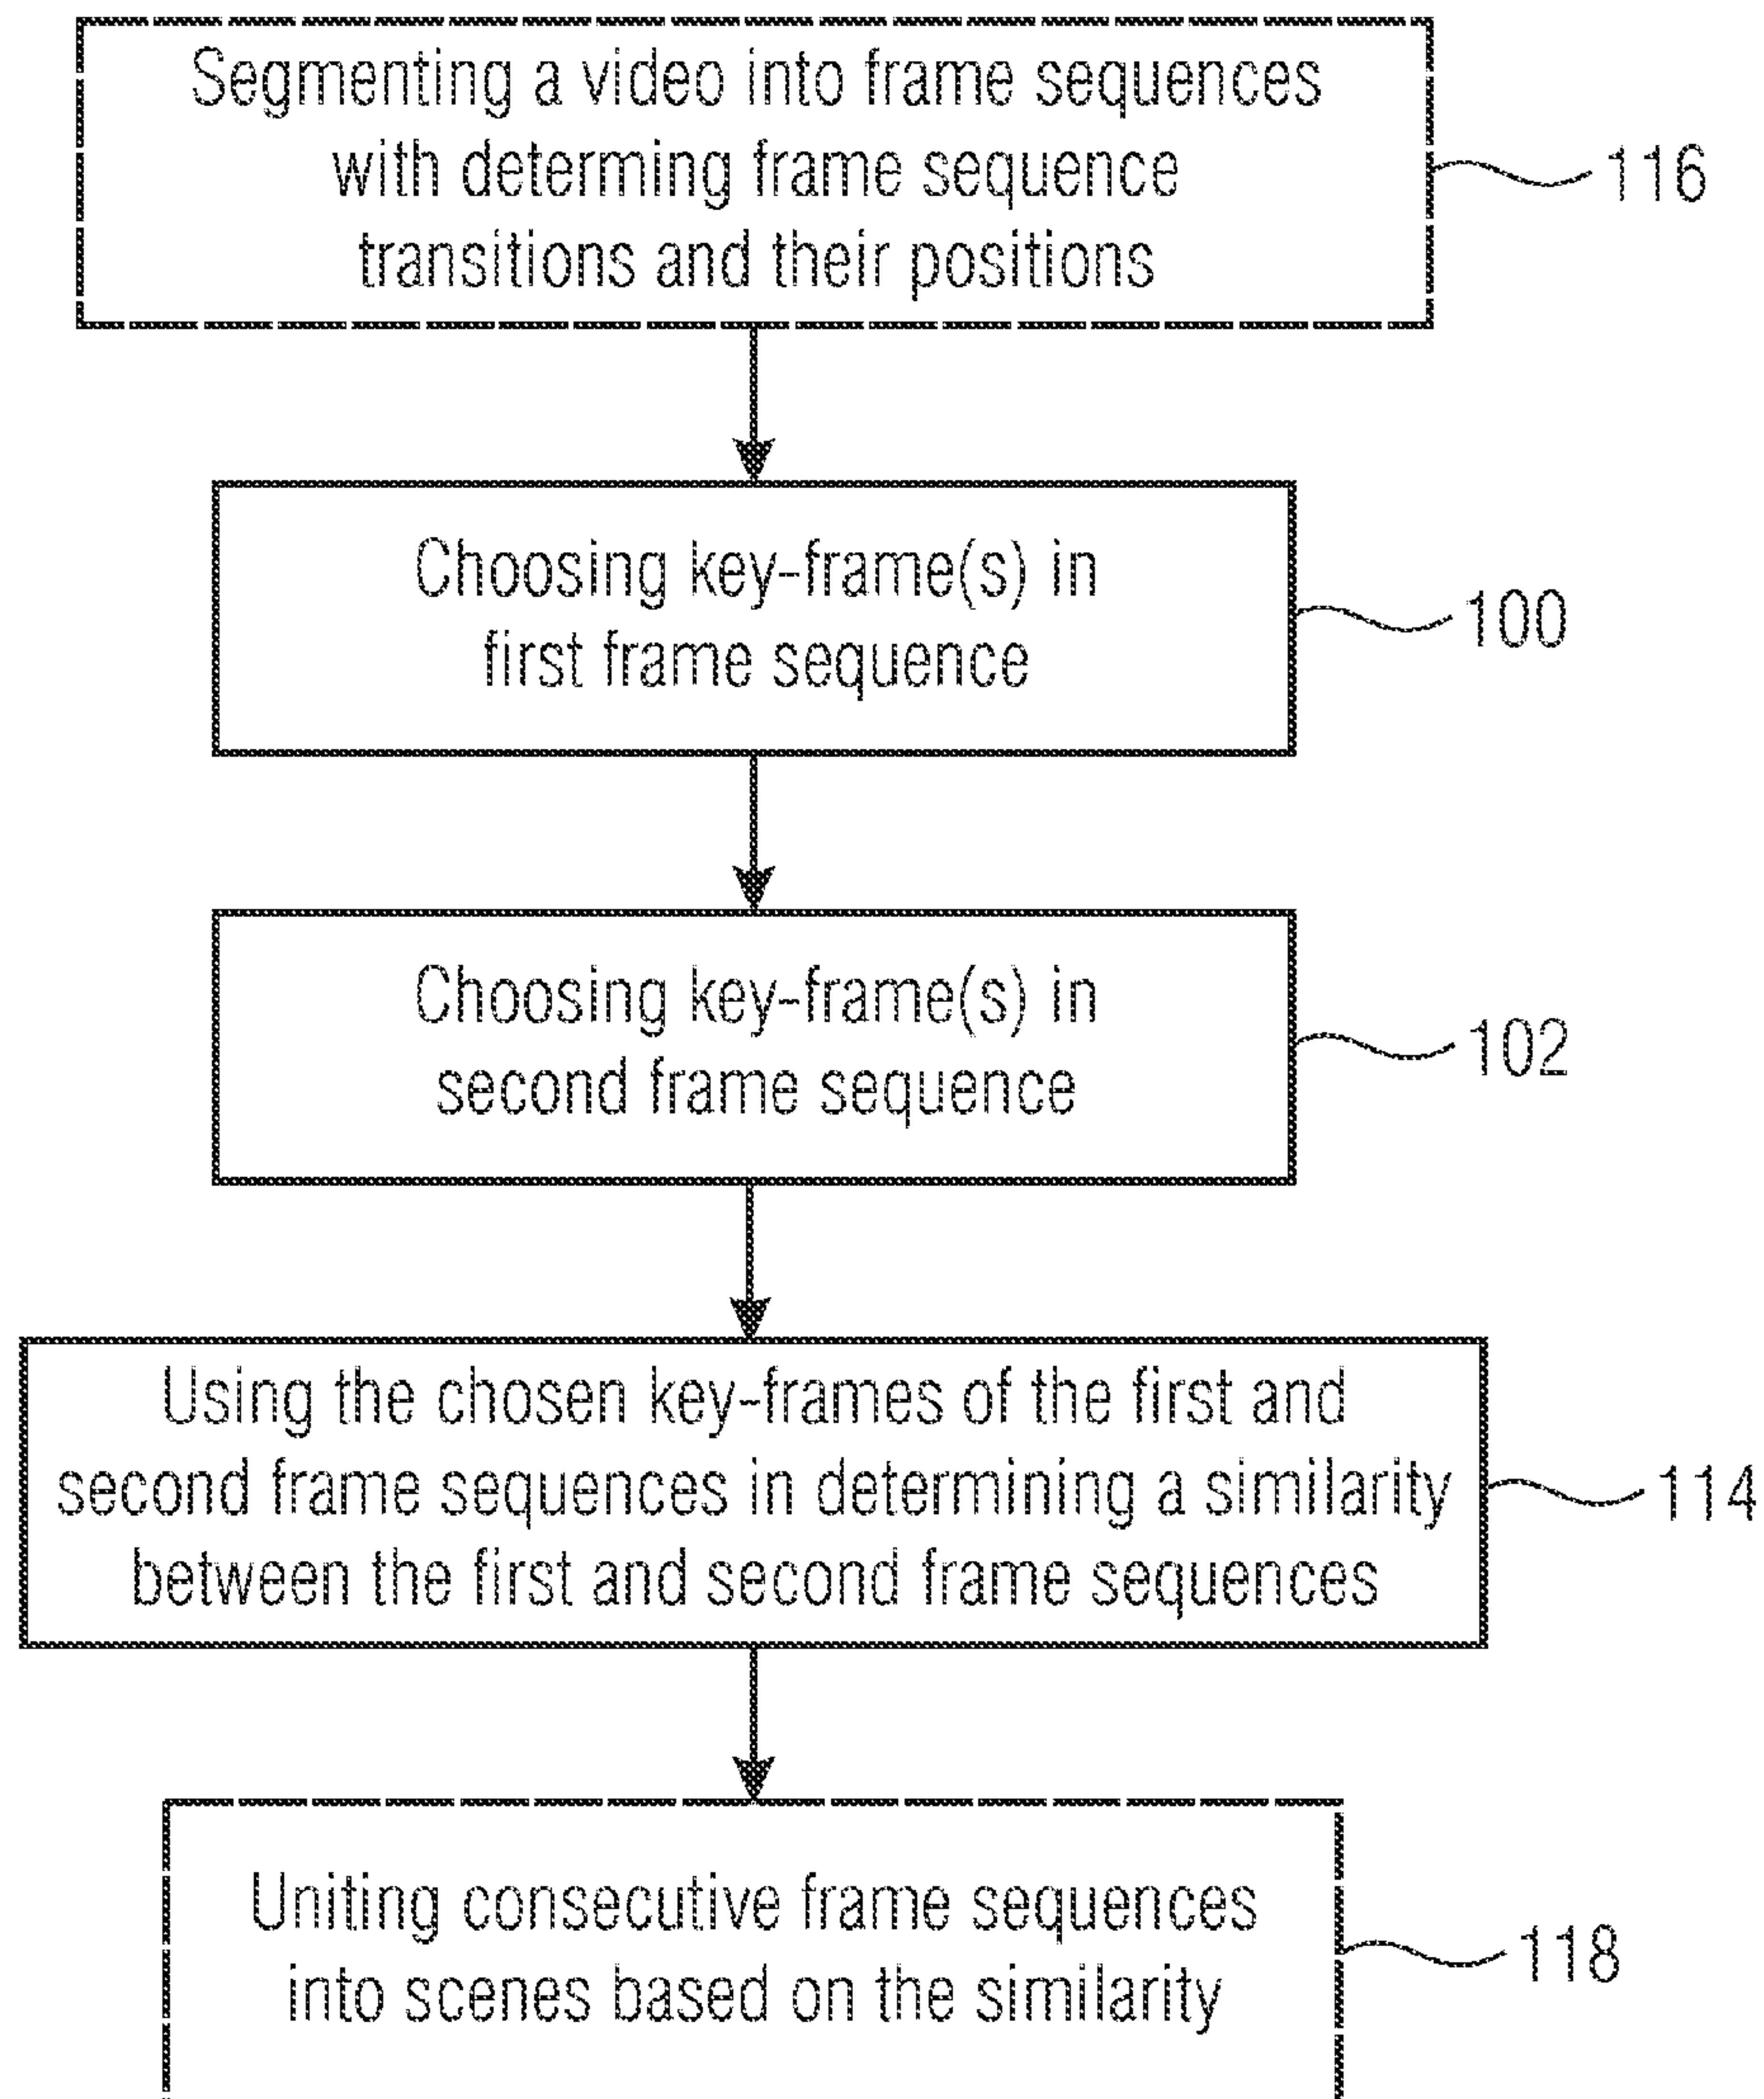 Segmenting a video into frame sequences
with determing frame sequence
transitions and their positions
116
Choosing key-frame(s) in
first frame sequence
100
Choosing key-frame(s) in
second frame sequence
102
Using the chosen key-frames of the first and
second frame sequences in determining a similarity
between the first and second frame sequences
114
Uniting consecutive frame sequences
into scenes based on the similarity
118